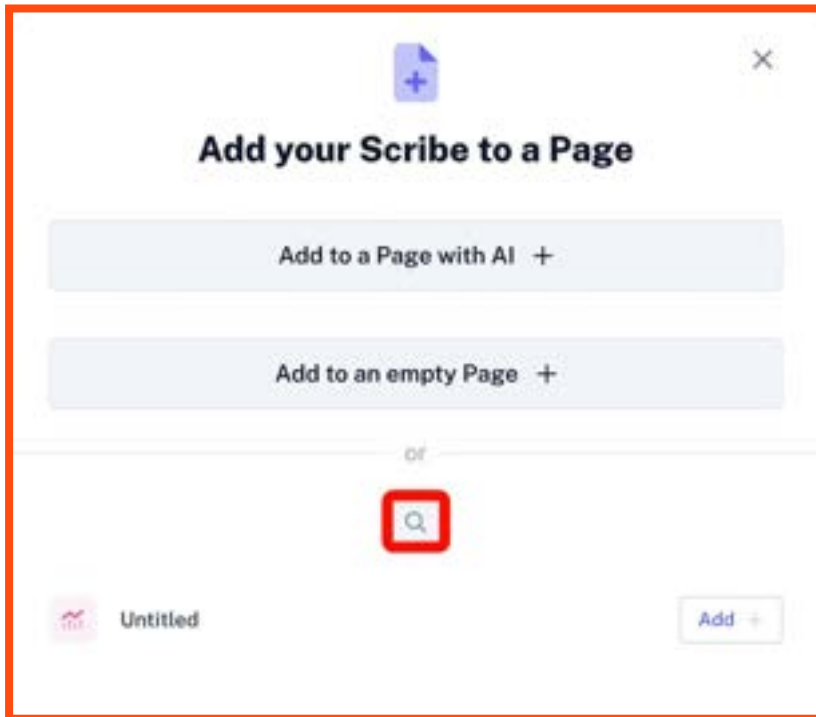 Add your Scribe to a Page
Add to a Page with AI +
Add to an empty Page +
or
Untitled
Add +